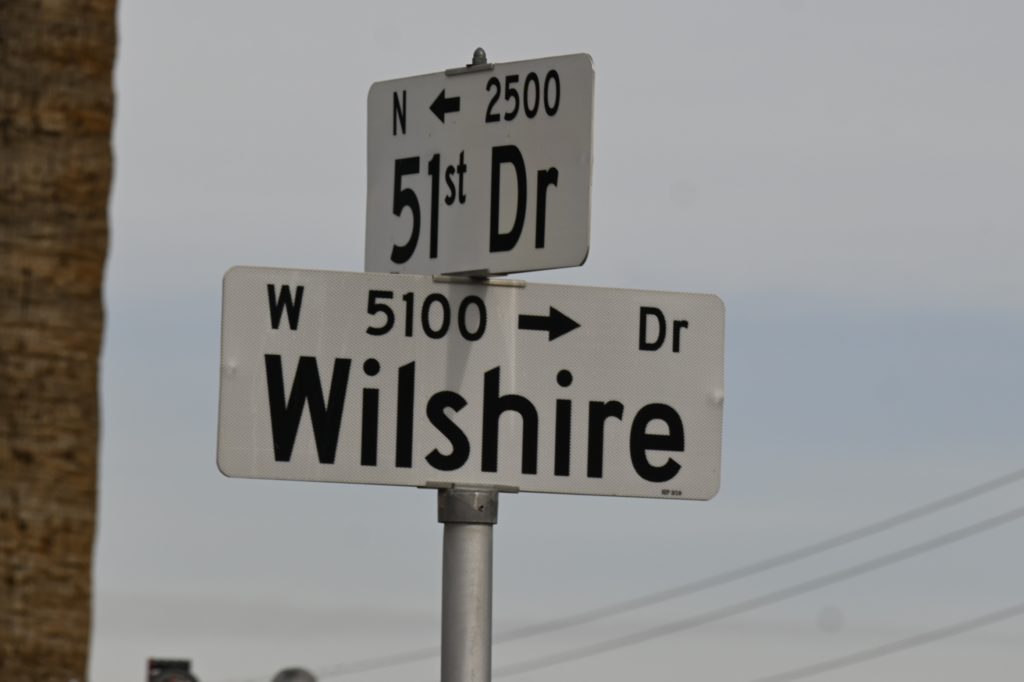 N ← 2500
51st Dr
W 5100 → Dr
Wilshire